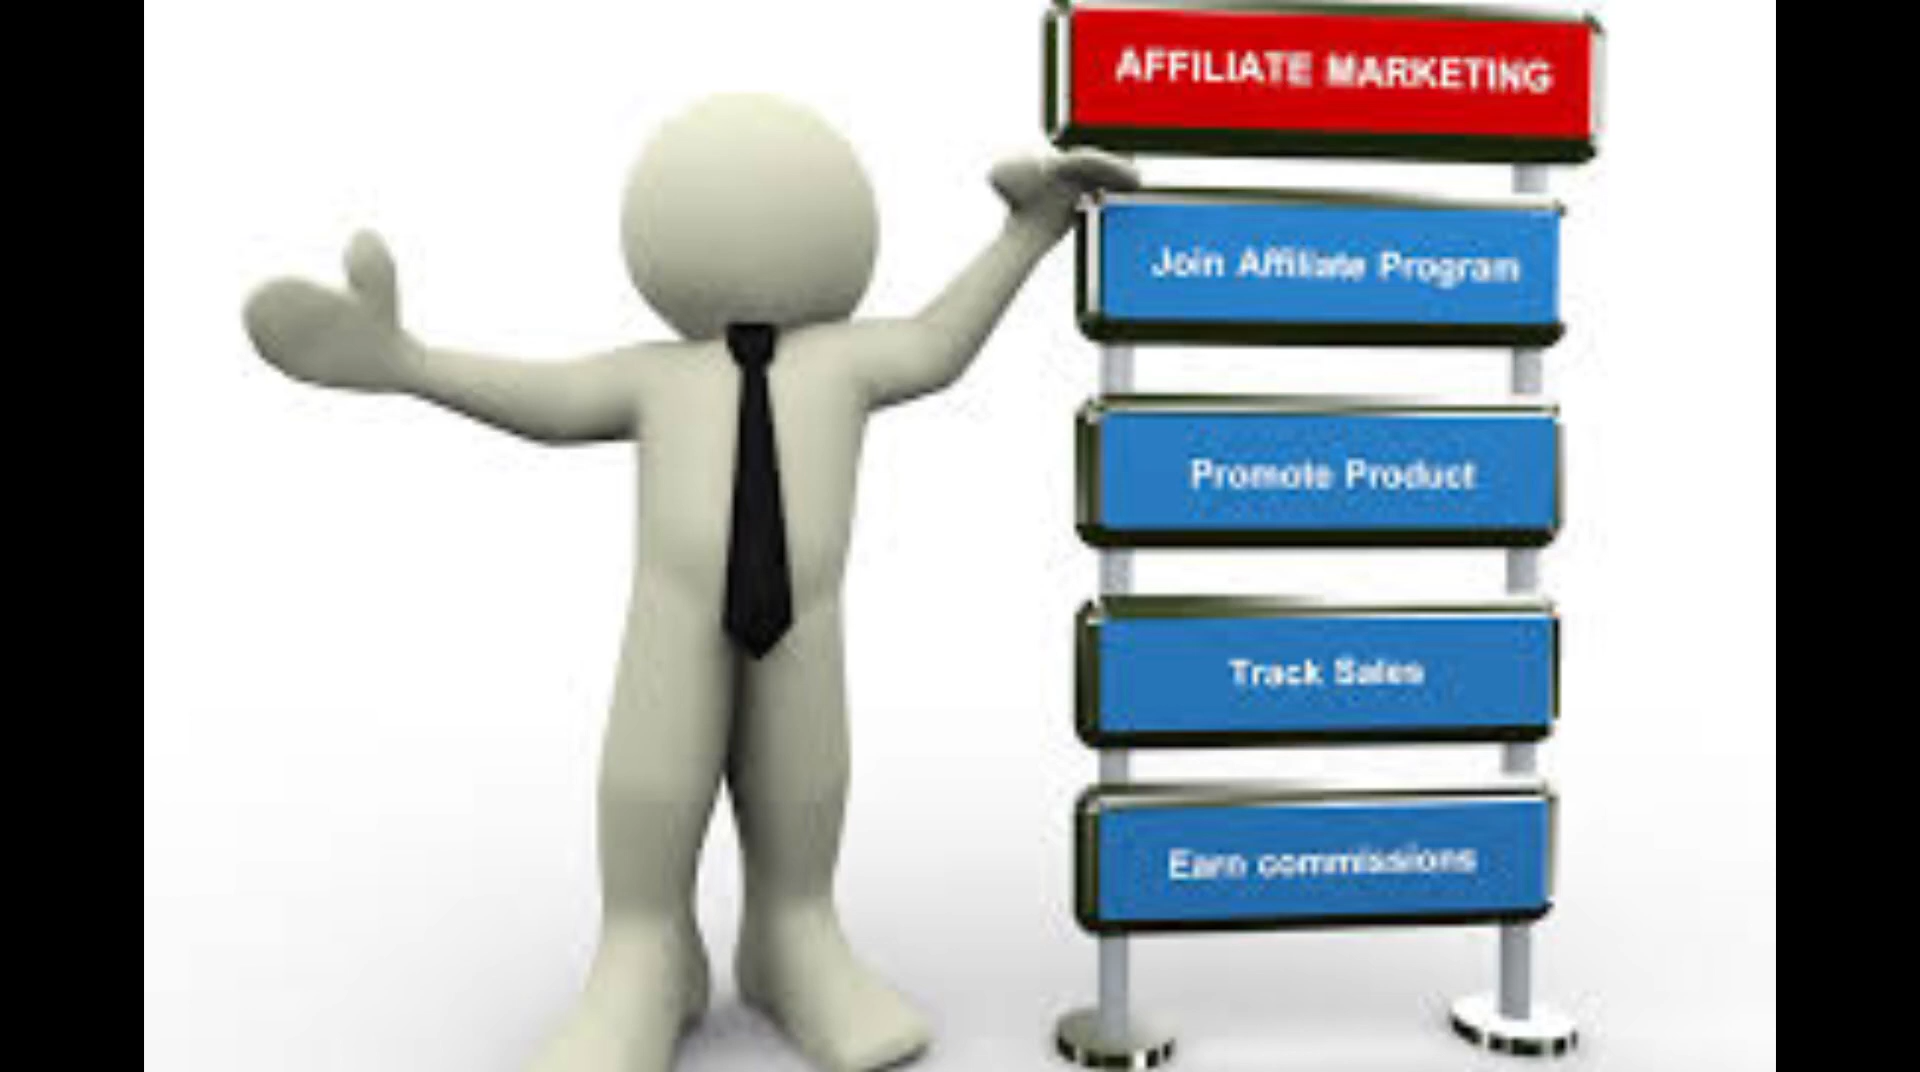 AFFILIATE MARKETING
Join Affiliate Program
Promote Product
Track Sales
Earn commissions